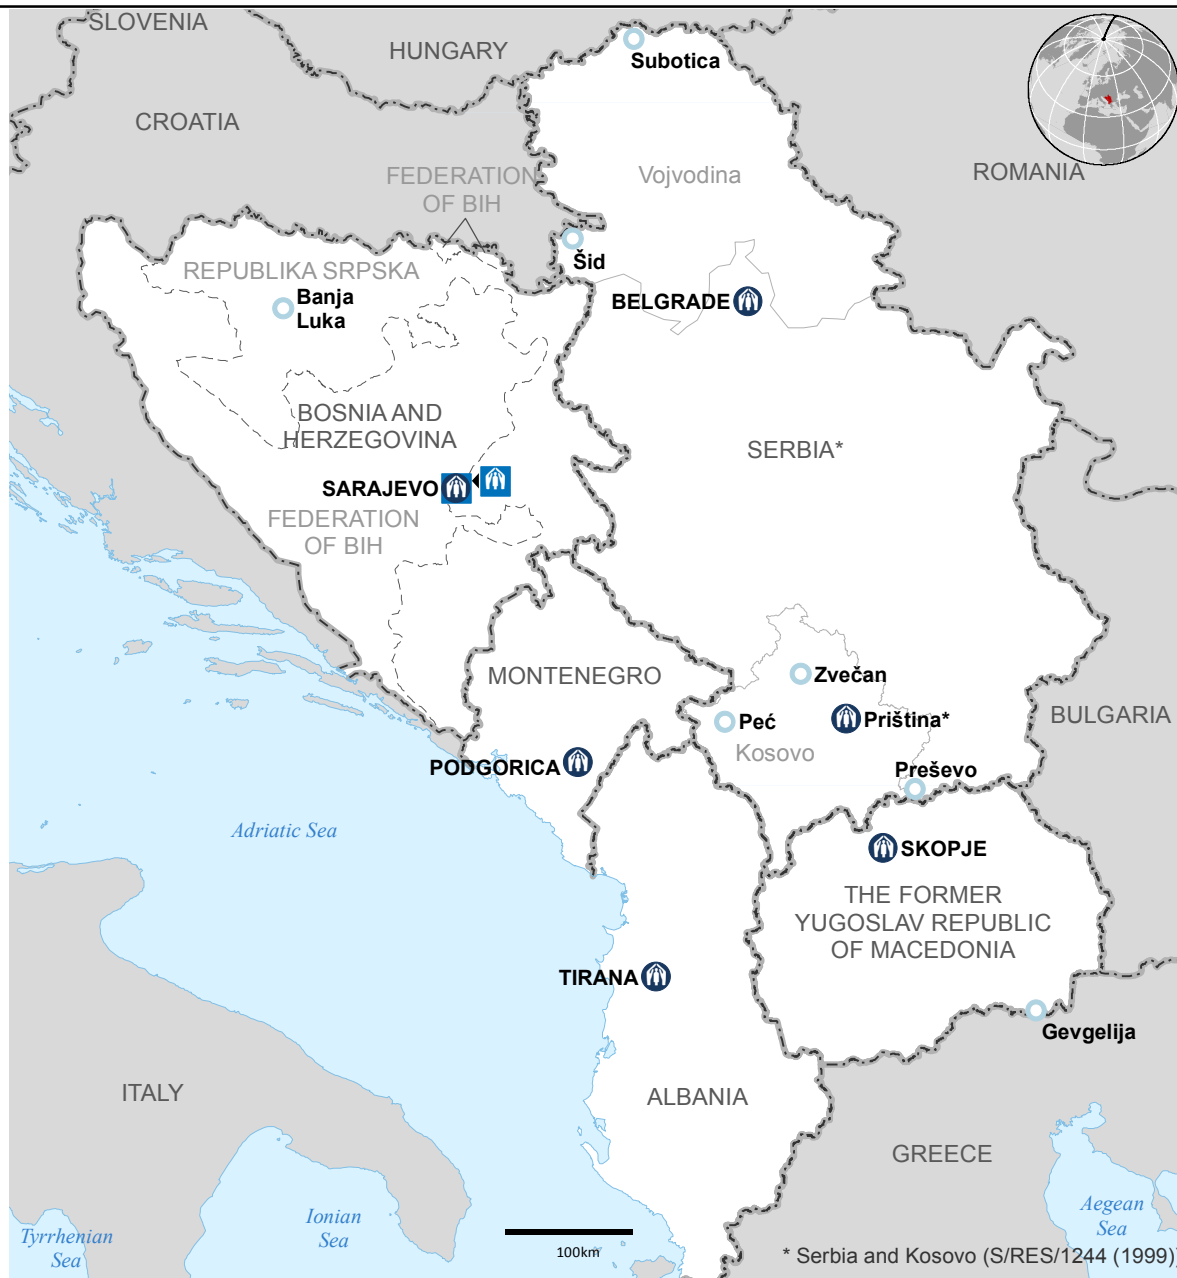 SLOVENIA
HUNGARY
Subotica
CROATIA
ROMANIA
FEDERATION
OF BIH
Vojvodina
Šid
REPUBLIKA SRPSKA
Banja
Luka
BELGRADE
BOSNIA AND
HERZEGOVINA
SERBIA*
SARAJEVO
FEDERATION
OF BIH
MONTENEGRO
Zvečan
Peć
Priština*
BULGARIA
Kosovo
PODGORICA
Preševo
Adriatic Sea
SKOPJE
THE FORMER
YUGOSLAV REPUBLIC
OF MACEDONIA
TIRANA
Gevgelija
ITALY
ALBANIA
GREECE
Tyrrhenian
Sea
Ionian
Sea
Aegean
Sea
100km
* Serbia and Kosovo (S/RES/1244 (1999))